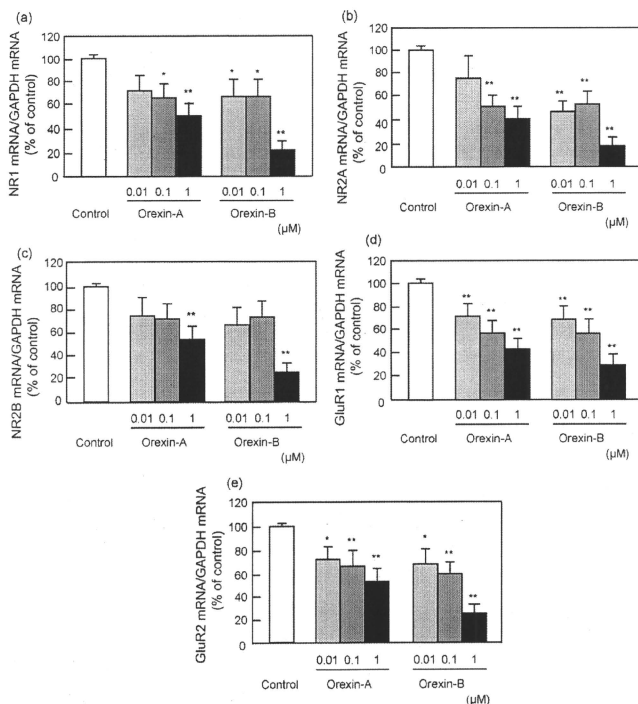 (a)
NR1 mRNA/GAPDH mRNA
(% of control)
120
100
80
60
40
20
0
* ** * * **
0.01 0.1 1 0.01 0.1 1
Control Orexin-A Orexin-B
(µM)
(b)
NR2A mRNA/GAPDH mRNA
(% of control)
120
100
80
60
40
20
0
** ** ** ** **
0.01 0.1 1 0.01 0.1 1
Control Orexin-A Orexin-B
(µM)
(c)
NR2B mRNA/GAPDH mRNA
(% of control)
120
100
80
60
40
20
0
** **
0.01 0.1 1 0.01 0.1 1
Control Orexin-A Orexin-B
(µM)
(d)
GluR1 mRNA/GAPDH mRNA
(% of control)
120
100
80
60
40
20
0
** ** ** ** ** **
0.01 0.1 1 0.01 0.1 1
Control Orexin-A Orexin-B
(µM)
(e)
GluR2 mRNA/GAPDH mRNA
(% of control)
120
100
80
60
40
20
0
* ** ** * ** **
0.01 0.1 1 0.01 0.1 1
Control Orexin-A Orexin-B
(µM)